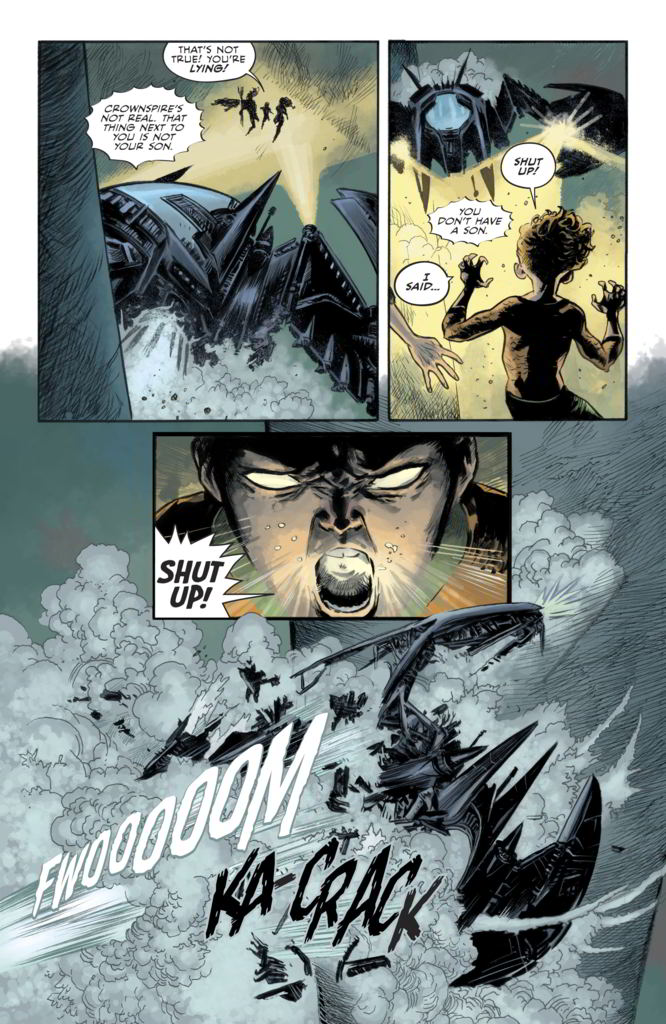 THAT'S NOT
TRUE! YOU'RE
LYING!
CROWNSPIRE'S
NOT REAL. THAT
THING NEXT TO
YOU IS NOT
YOUR SON.
SHUT
UP!
YOU
DON'T HAVE
A SON.
I
SAID...
SHUT
UP!
FWOOOOOOM
KA-CRACK